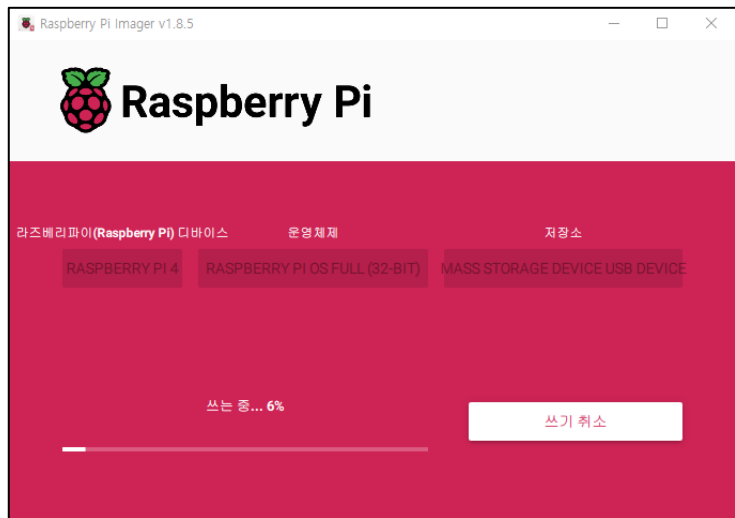 Raspberry Pi Imager v1.8.5
Raspberry Pi
라즈베리파이(Raspberry Pi) 디바이스
운영체제
저장소
RASPBERRY PI 4
RASPBERRY PI OS FULL (32-BIT)
MASS STORAGE DEVICE USB DEVICE
쓰는 중... 6%
쓰기 취소